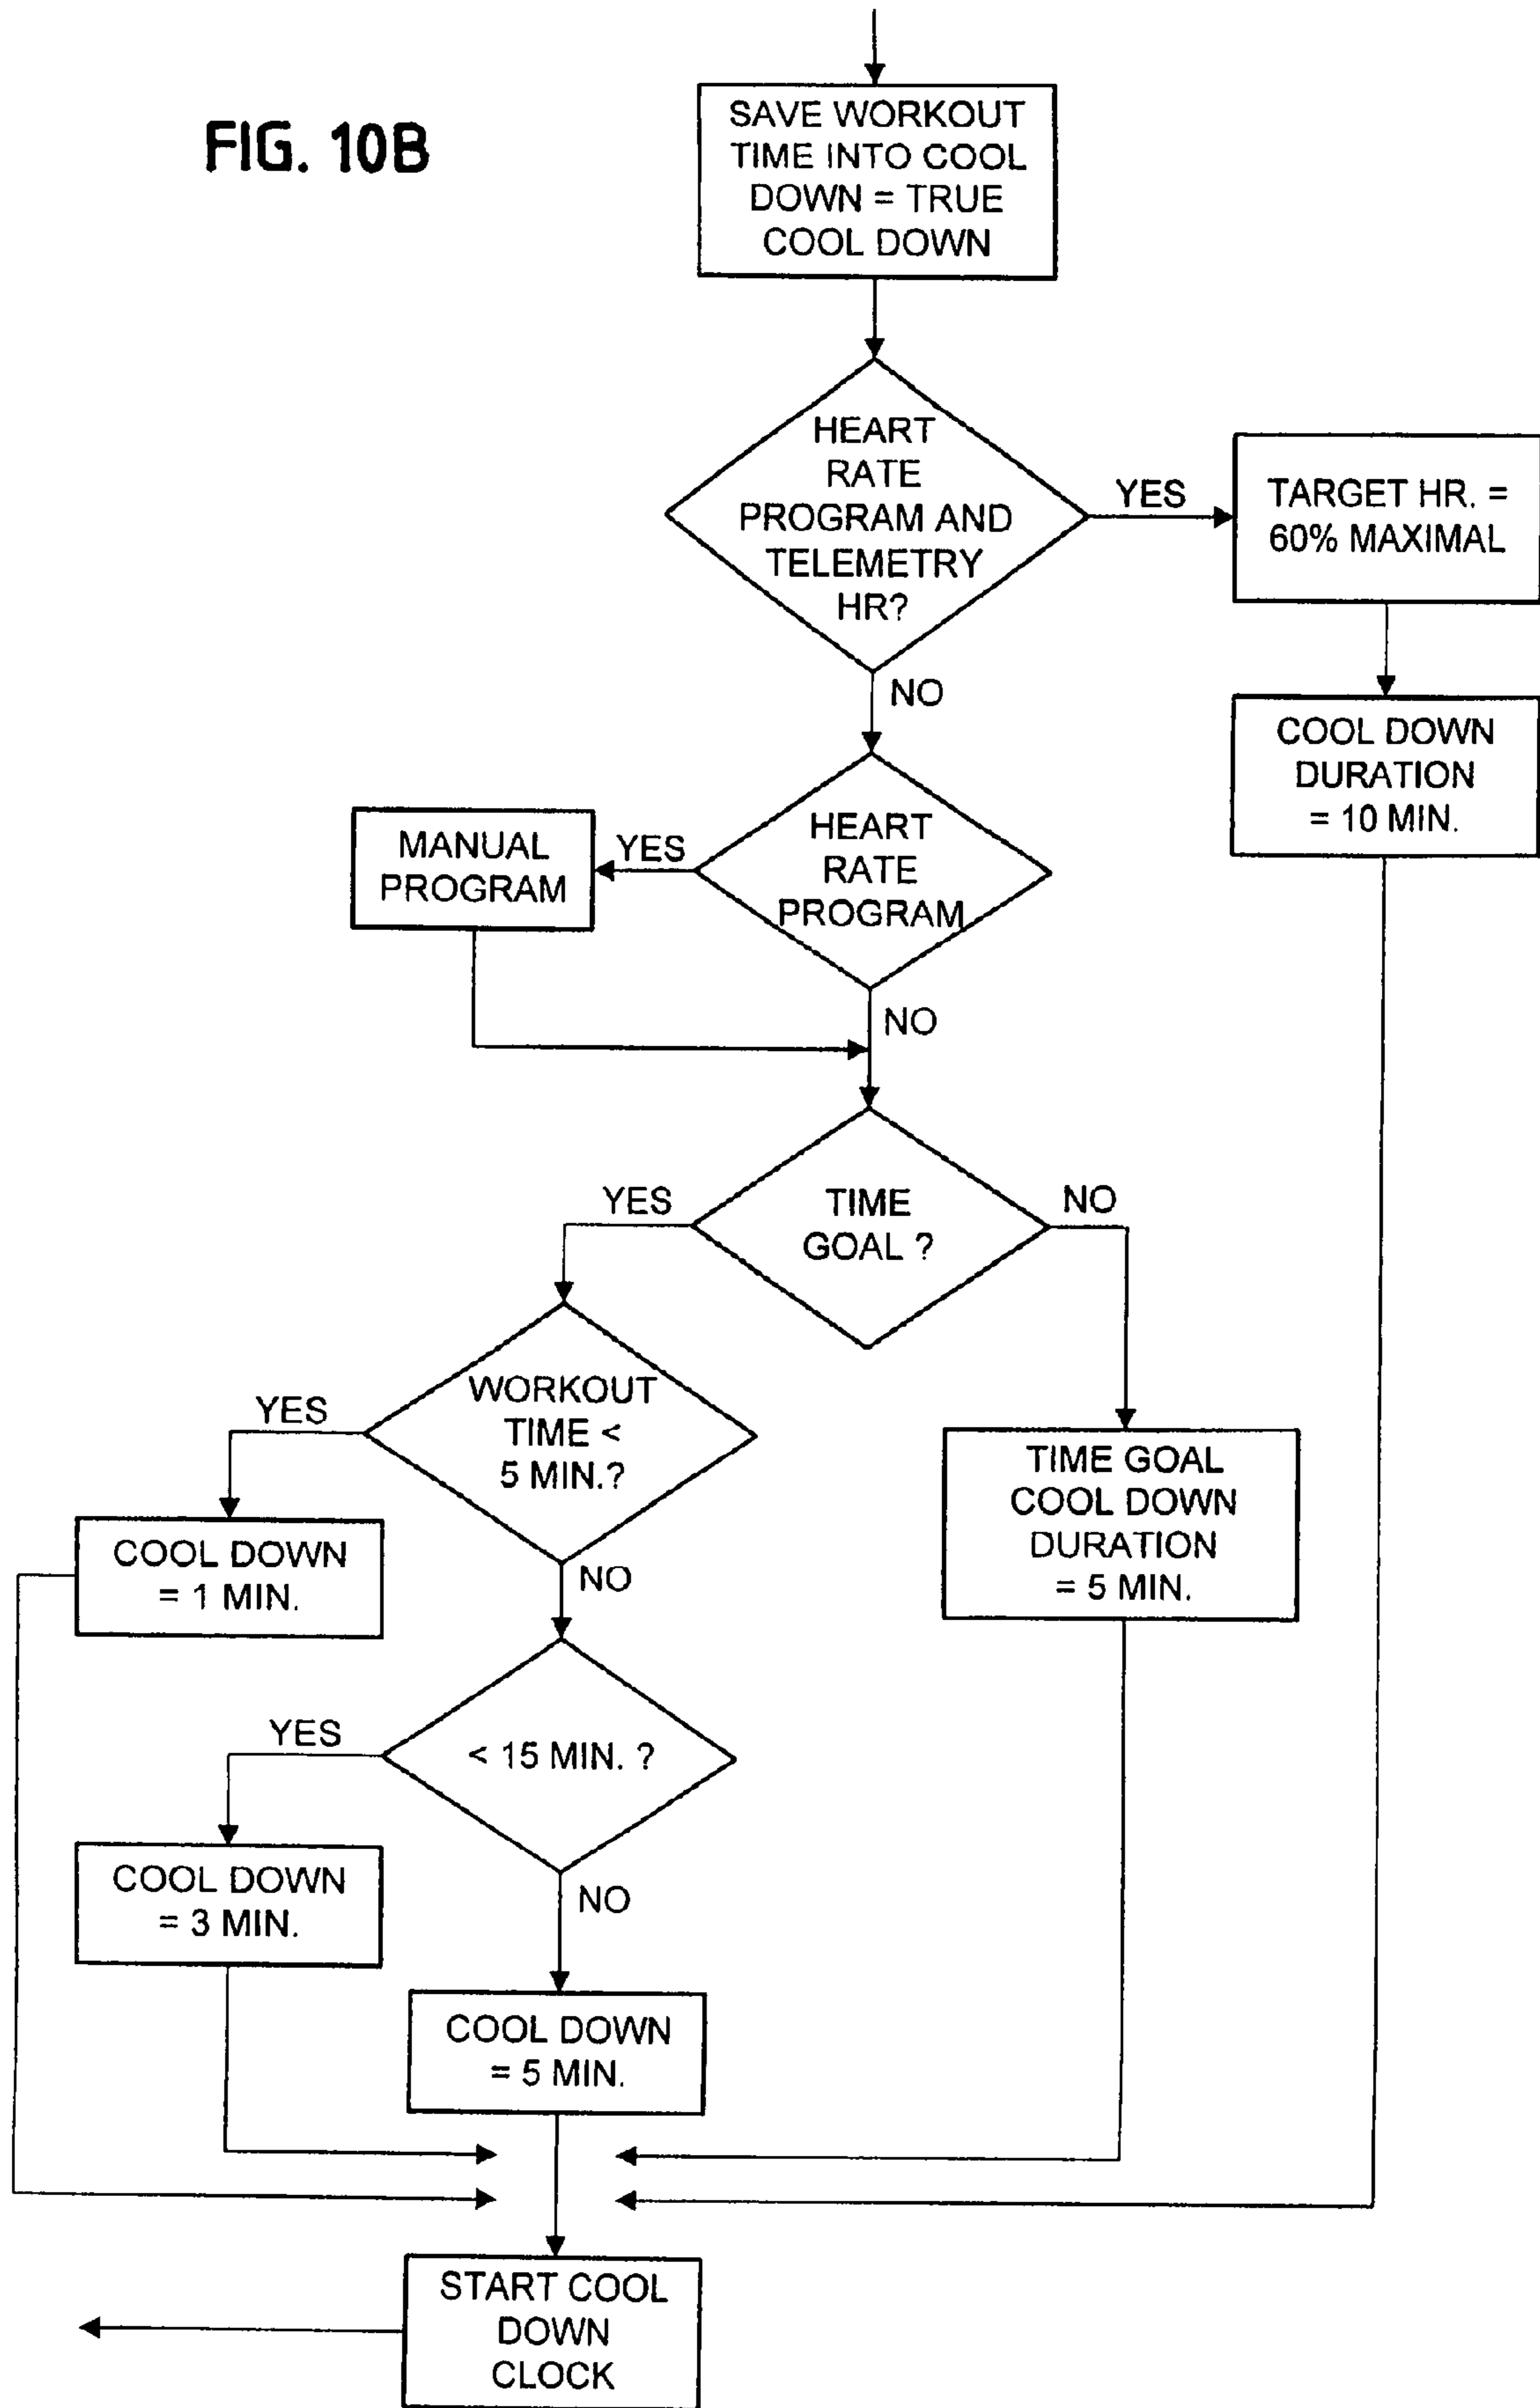 FIG. 10B
SAVE WORKOUT
TIME INTO COOL
DOWN = TRUE
COOL DOWN
HEART
RATE
PROGRAM AND
TELEMETRY
HR?
YES
TARGET HR. =
60% MAXIMAL
NO
COOL DOWN
DURATION
= 10 MIN.
HEART
RATE
PROGRAM
YES
MANUAL
PROGRAM
NO
TIME
GOAL ?
YES
NO
WORKOUT
TIME <
5 MIN.?
YES
COOL DOWN
= 1 MIN.
NO
TIME GOAL
COOL DOWN
DURATION
= 5 MIN.
< 15 MIN. ?
YES
COOL DOWN
= 3 MIN.
NO
COOL DOWN
= 5 MIN.
START COOL
DOWN
CLOCK